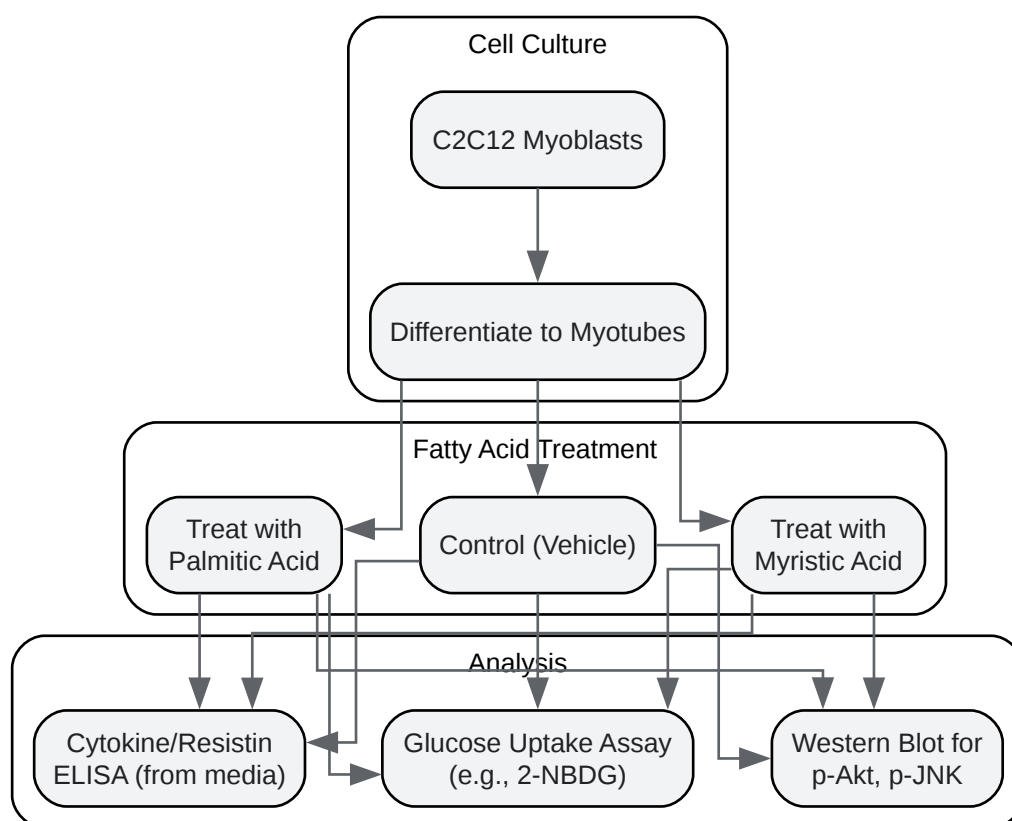 Cell Culture
C2C12 Myoblasts
Differentiate to Myotubes
Fatty Acid Treatment
Treat with
Palmitic Acid
Control (Vehicle)
Treat with
Myristic Acid
Analysis
Cytokine/Resistin
ELISA (from media)
Glucose Uptake Assay
(e.g., 2-NBDG)
Western Blot for
p-Akt, p-JNK